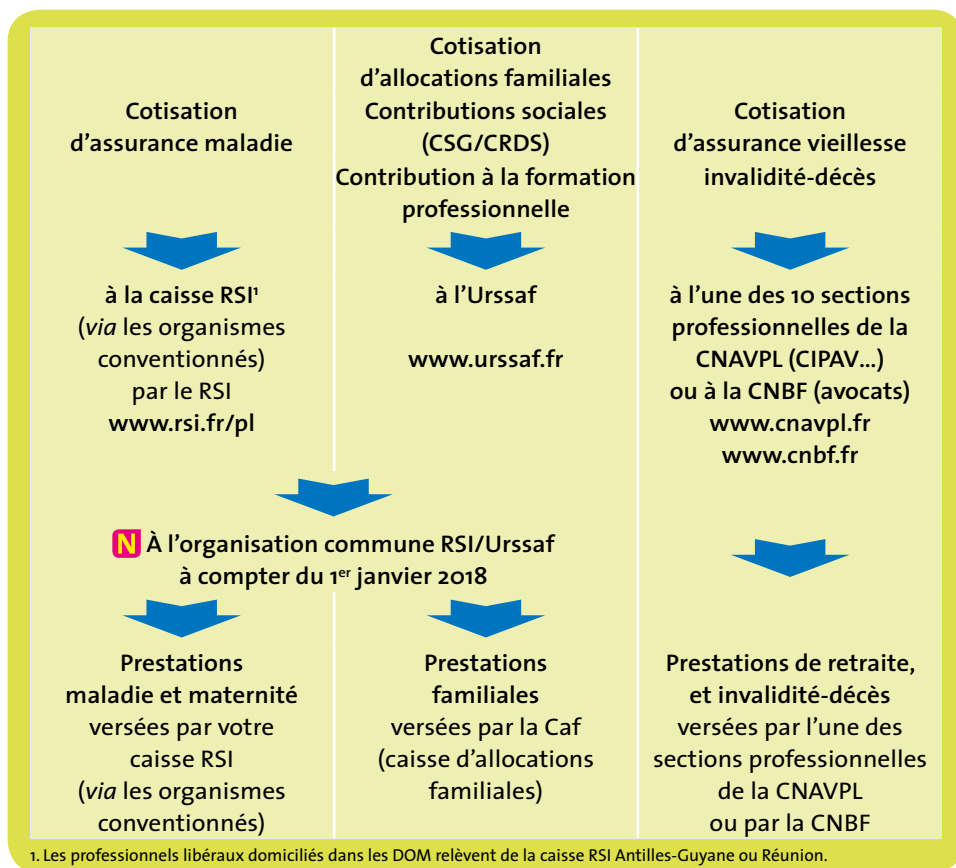 Cotisation
d'assurance maladie
à la caisse RSI¹
(via les organismes
conventionnés)
par le RSI
www.rsi.fr/pl
Cotisation
d'allocations familiales
Contributions sociales
(CSG/CRDS)
Contribution à la formation
professionnelle
à l'Urssaf
www.urssaf.fr
Cotisation
d'assurance vieillesse
invalidité-décès
à l'une des 10 sections
professionnelles de la
CNAVPL (CIPAV...)
ou à la CNBF (avocats)
www.cnavpl.fr
www.cnbf.fr
N À l'organisation commune RSI/Urssaf
à compter du 1er janvier 2018
Prestations
maladie et maternité
versées par votre
caisse RSI
(via les organismes
conventionnés)
Prestations
familiales
versées par la Caf
(caisse d'allocations
familiales)
Prestations de retraite,
et invalidité-décès
versées par l'une des
sections professionnelles
de la CNAVPL
ou par la CNBF
1. Les professionnels libéraux domiciliés dans les DOM relèvent de la caisse RSI Antilles-Guyane ou Réunion.